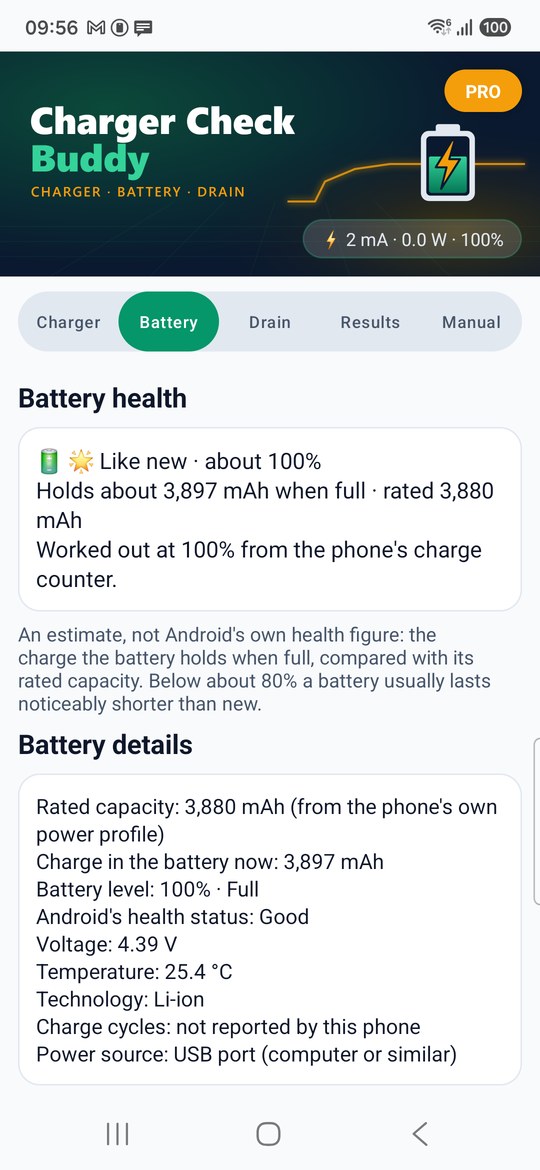 09:56
6
100
PRO
Charger Check
Buddy
CHARGER · BATTERY · DRAIN
⚡ 2 mA · 0.0 W · 100%
Charger Battery Drain Results Manual
Battery health
🔋 🌟 Like new · about 100%
Holds about 3,897 mAh when full · rated 3,880
mAh
Worked out at 100% from the phone's charge
counter.
An estimate, not Android's own health figure: the
charge the battery holds when full, compared with its
rated capacity. Below about 80% a battery usually lasts
noticeably shorter than new.
Battery details
Rated capacity: 3,880 mAh (from the phone's own
power profile)
Charge in the battery now: 3,897 mAh
Battery level: 100% · Full
Android's health status: Good
Voltage: 4.39 V
Temperature: 25.4 °C
Technology: Li-ion
Charge cycles: not reported by this phone
Power source: USB port (computer or similar)